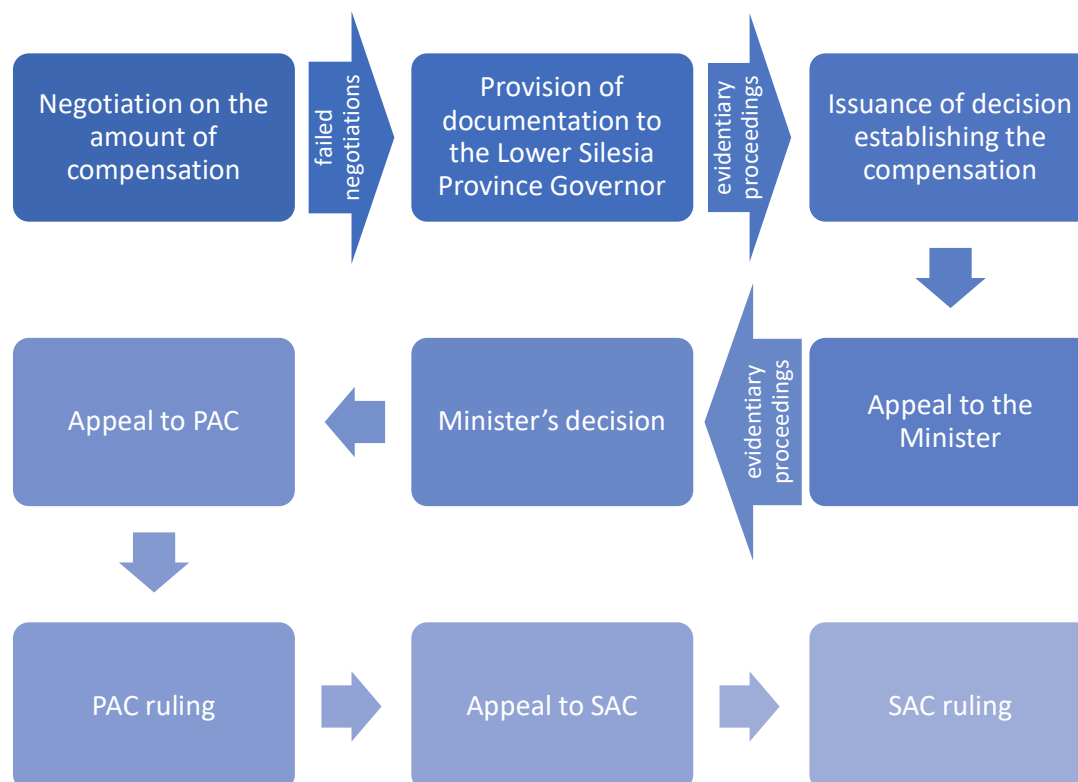 Negotiation on the
amount of
compensation
failed
negotiations
Provision of
documentation to
the Lower Silesia
Province Governor
evidentiary
proceedings
Issuance of decision
establishing the
compensation
Appeal to the
Minister
evidentiary
proceedings
Minister’s decision
Appeal to PAC
PAC ruling
Appeal to SAC
SAC ruling